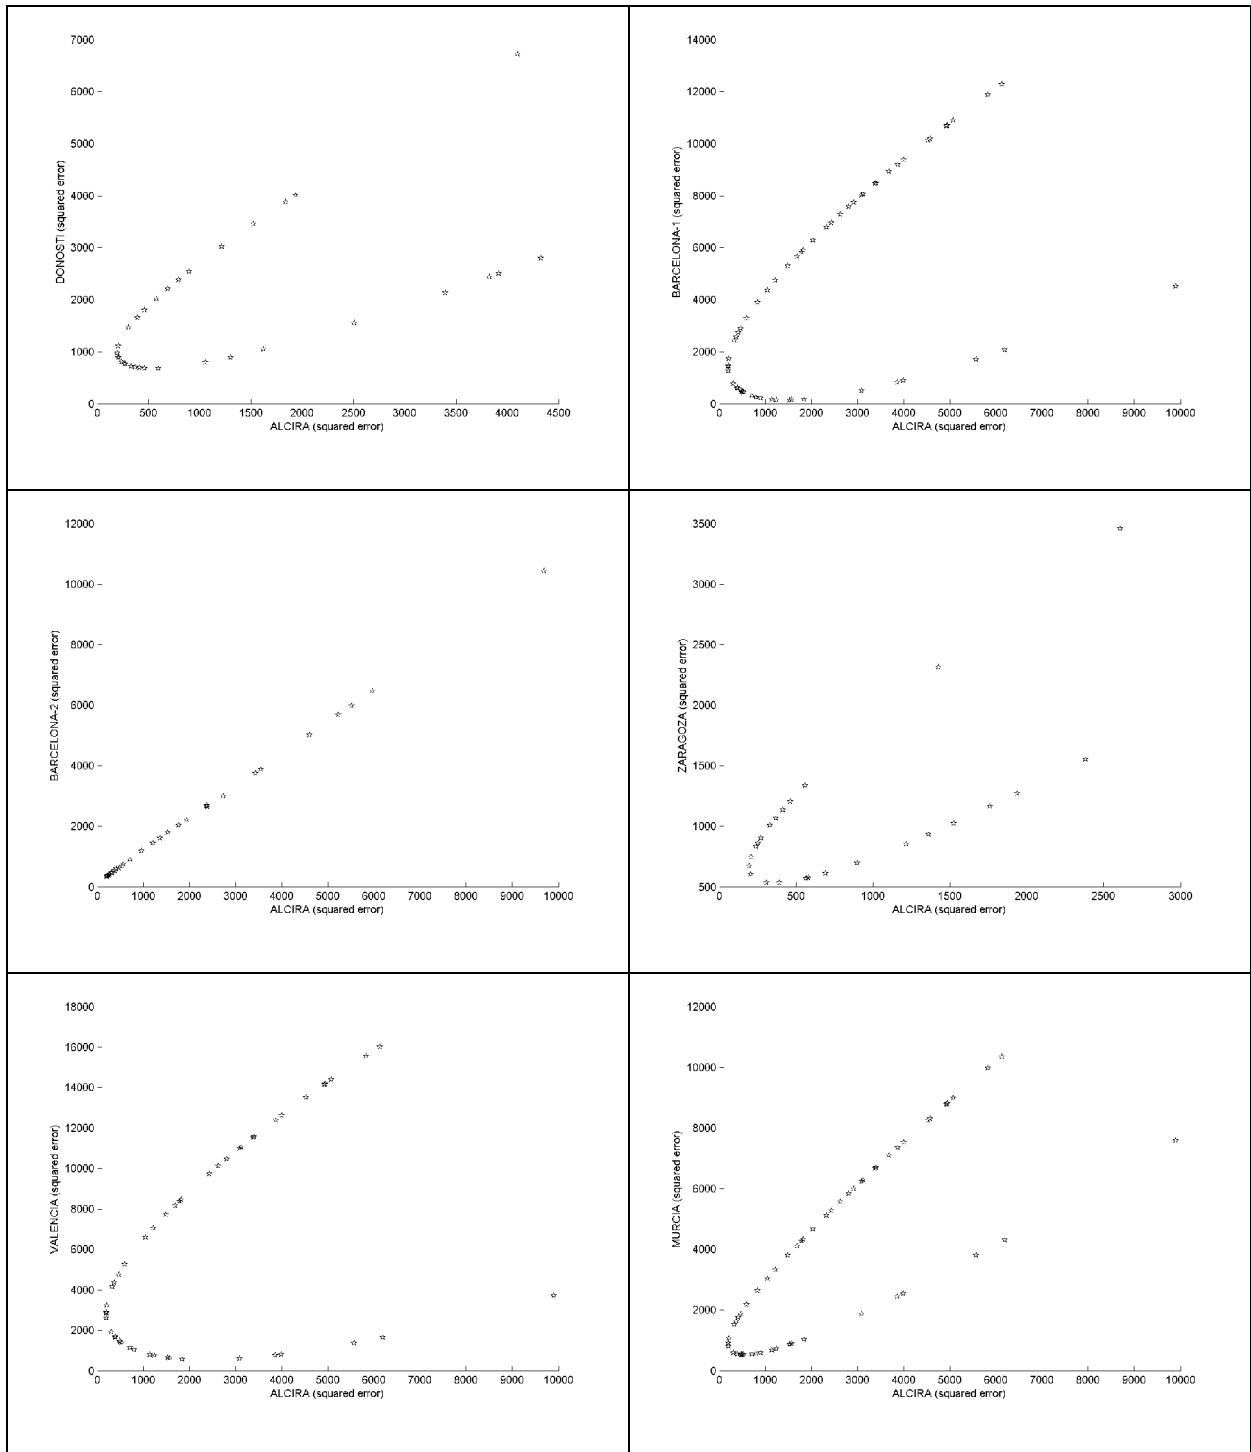 7000
6000
5000
4000
3000
2000
1000
0
DONOSTI (squared error)
0 500 1000 1500 2000 2500 3000 3500 4000 4500
ALCIRA (squared error)
14000
12000
10000
8000
6000
4000
2000
0
BARCELONA-1 (squared error)
0 1000 2000 3000 4000 5000 6000 7000 8000 9000 10000
ALCIRA (squared error)
12000
10000
8000
6000
4000
2000
0
BARCELONA-2 (squared error)
0 1000 2000 3000 4000 5000 6000 7000 8000 9000 10000
ALCIRA (squared error)
3500
3000
2500
2000
1500
1000
500
ZARAGOZA (squared error)
0 500 1000 1500 2000 2500 3000
ALCIRA (squared error)
18000
16000
14000
12000
10000
8000
6000
4000
2000
0
VALENCIA (squared error)
0 1000 2000 3000 4000 5000 6000 7000 8000 9000 10000
ALCIRA (squared error)
12000
10000
8000
6000
4000
2000
0
MURCIA (squared error)
0 1000 2000 3000 4000 5000 6000 7000 8000 9000 10000
ALCIRA (squared error)